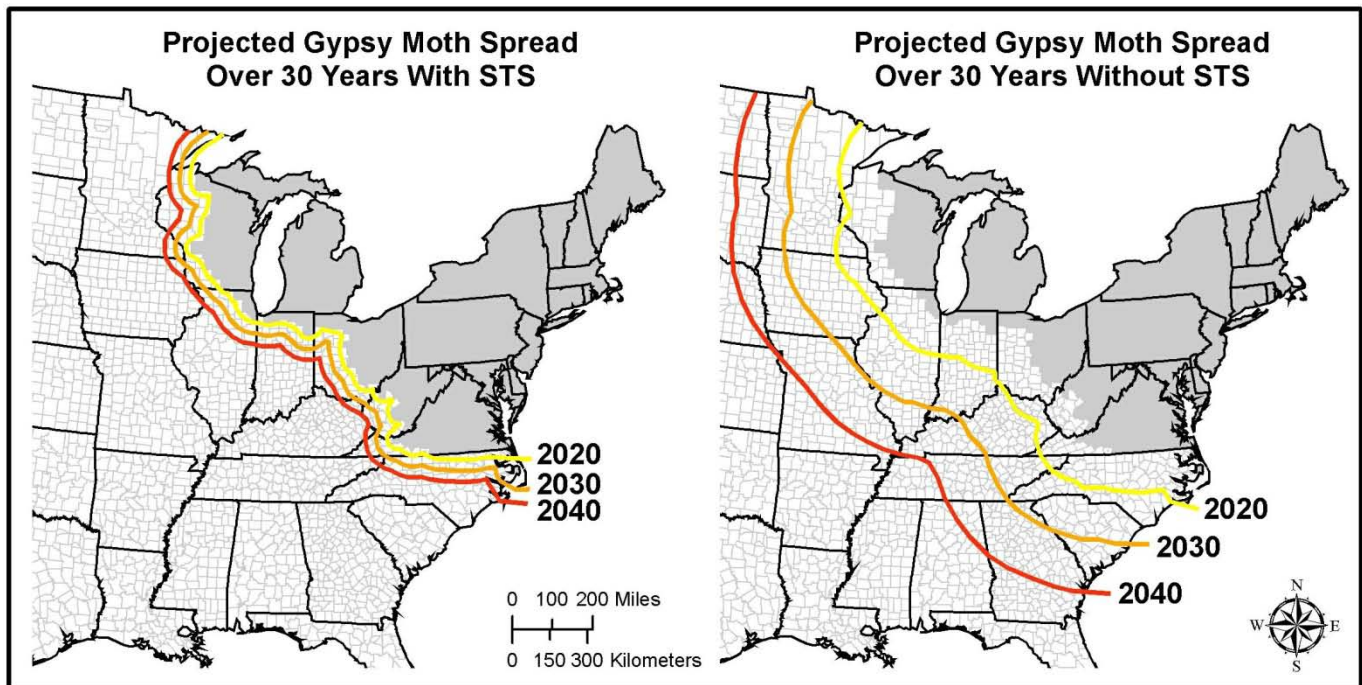 Projected Gypsy Moth Spread
Over 30 Years With STS
2020
2030
2040
0 100 200 Miles
0 150 300 Kilometers
Projected Gypsy Moth Spread
Over 30 Years Without STS
2020
2030
2040
N
W E
S